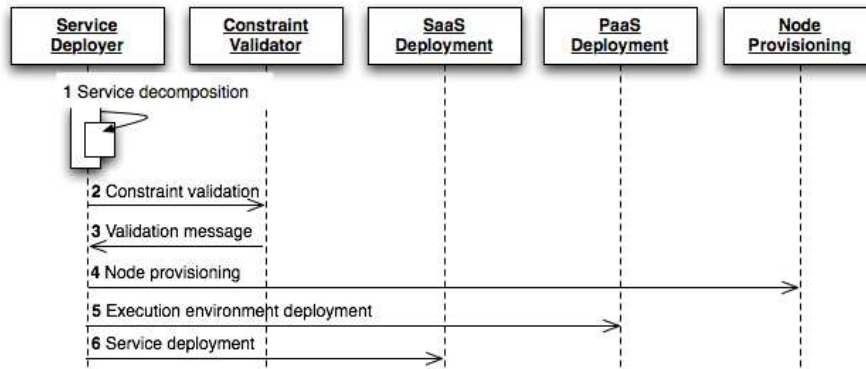 Service
Deployer
Constraint
Validator
SaaS
Deployment
PaaS
Deployment
Node
Provisioning
1 Service decomposition
2 Constraint validation
3 Validation message
4 Node provisioning
5 Execution environment deployment
6 Service deployment